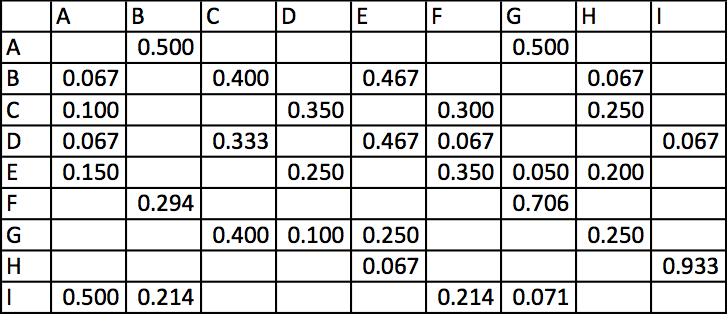 A B C D E F G H I
A 0.500 0.500
B 0.067 0.400 0.467 0.067
C 0.100 0.350 0.300 0.250
D 0.067 0.333 0.467 0.067 0.067
E 0.150 0.250 0.350 0.050 0.200
F 0.294 0.706
G 0.400 0.100 0.250 0.250
H 0.067 0.933
I 0.500 0.214 0.214 0.071